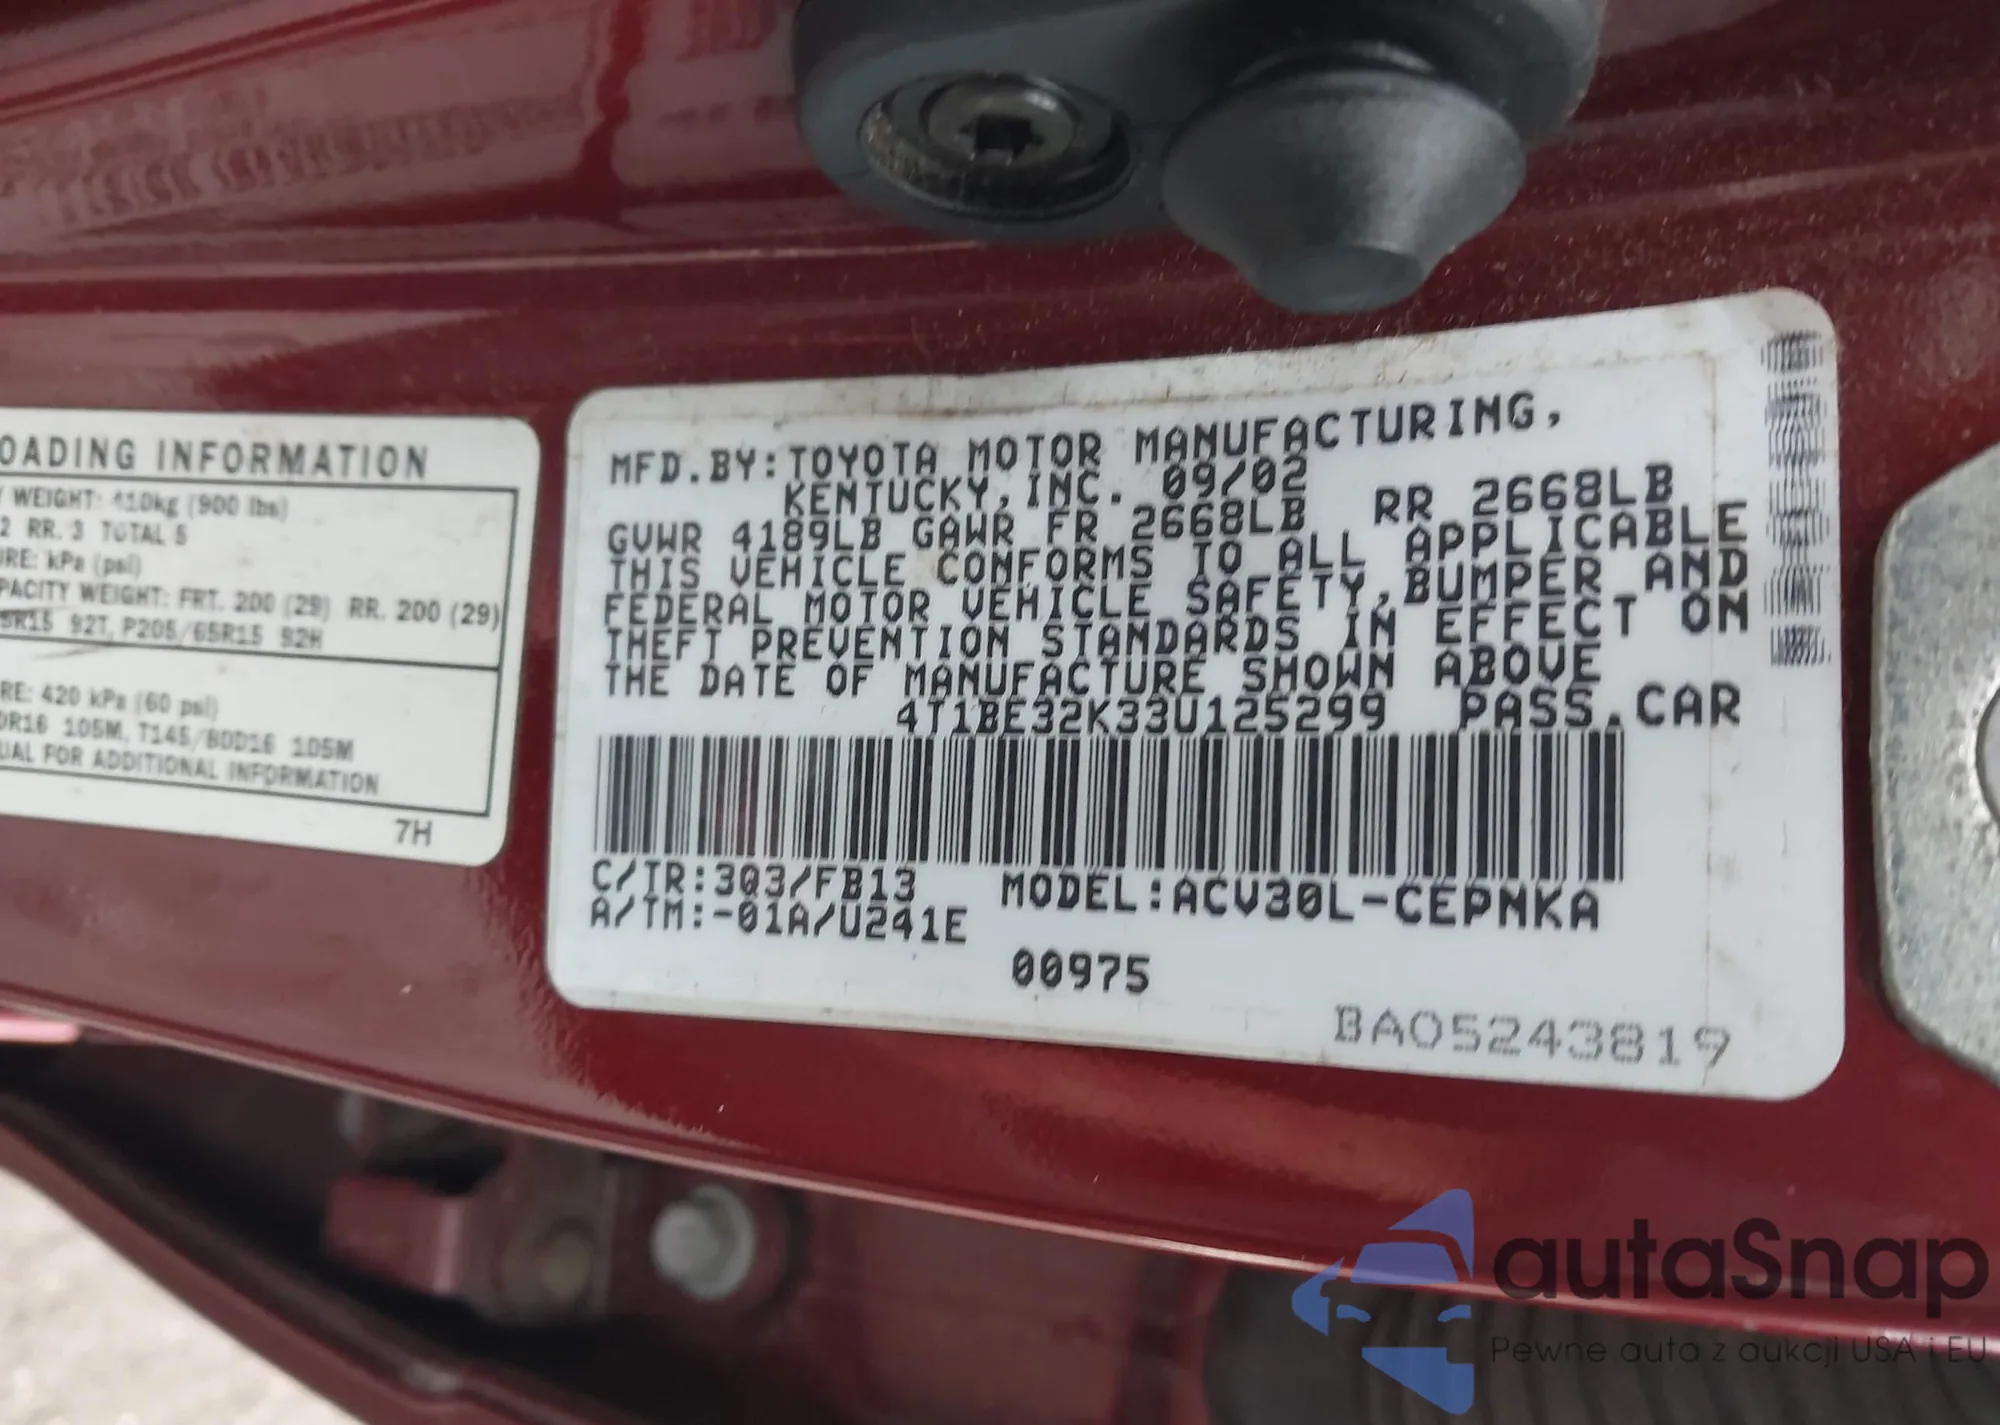 OADING INFORMATION
WEIGHT: 410kg (900 lbs)
2 RR. 3 TOTAL 5
URE: kPa (psi)
PACITY WEIGHT: FRT. 200 (29) RR. 200 (29)
5R15 92T, P205/65R15 92H
RE: 420 kPa (60 psi)
0R16 105M, T145/80D16 105M
UAL FOR ADDITIONAL INFORMATION
7H
MFD.BY:TOYOTA MOTOR MANUFACTURING,
KENTUCKY,INC. 09/02
GVWR 4189LB GAWR FR 2668LB RR 2668LB
THIS VEHICLE CONFORMS TO ALL APPLICABLE
FEDERAL MOTOR VEHICLE SAFETY,BUMPER AND
THEFT PREVENTION STANDARDS IN EFFECT ON
THE DATE OF MANUFACTURE SHOWN ABOVE
4T1BE32K33U125299 PASS.CAR
C/TR:3Q3/FB13 MODEL:ACV30L-CEPNKA
A/TM:-01A/U241E
00975
BA05243819
autaSnap
Pewne auta z aukcji USA i EU